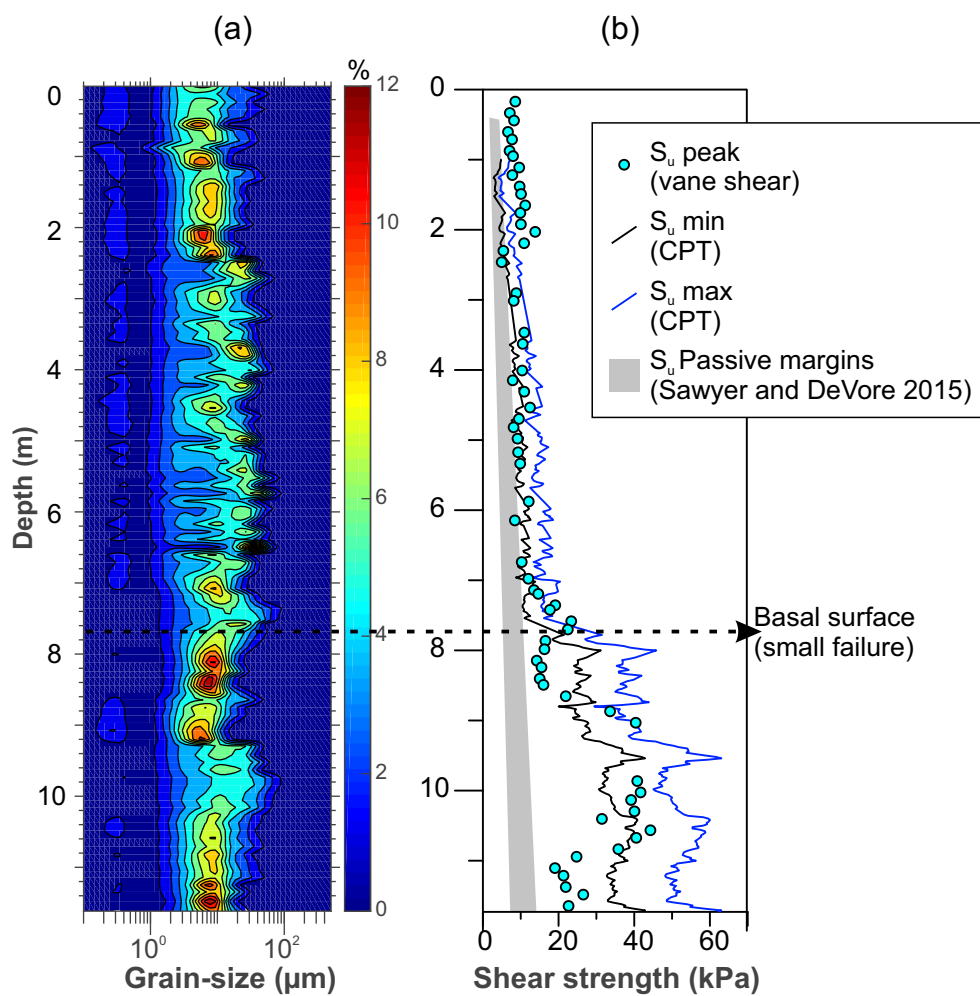 (a)
(b)
%
0
2
4
6
8
10
Depth (m)
10⁰
10²
Grain-size (µm)
12
10
8
6
4
2
0
0
2
4
6
8
10
0
20
40
60
Shear strength (kPa)
Sᵤ peak
(vane shear)
Sᵤ min
(CPT)
Sᵤ max
(CPT)
Sᵤ Passive margins
(Sawyer and DeVore 2015)
Basal surface
(small failure)